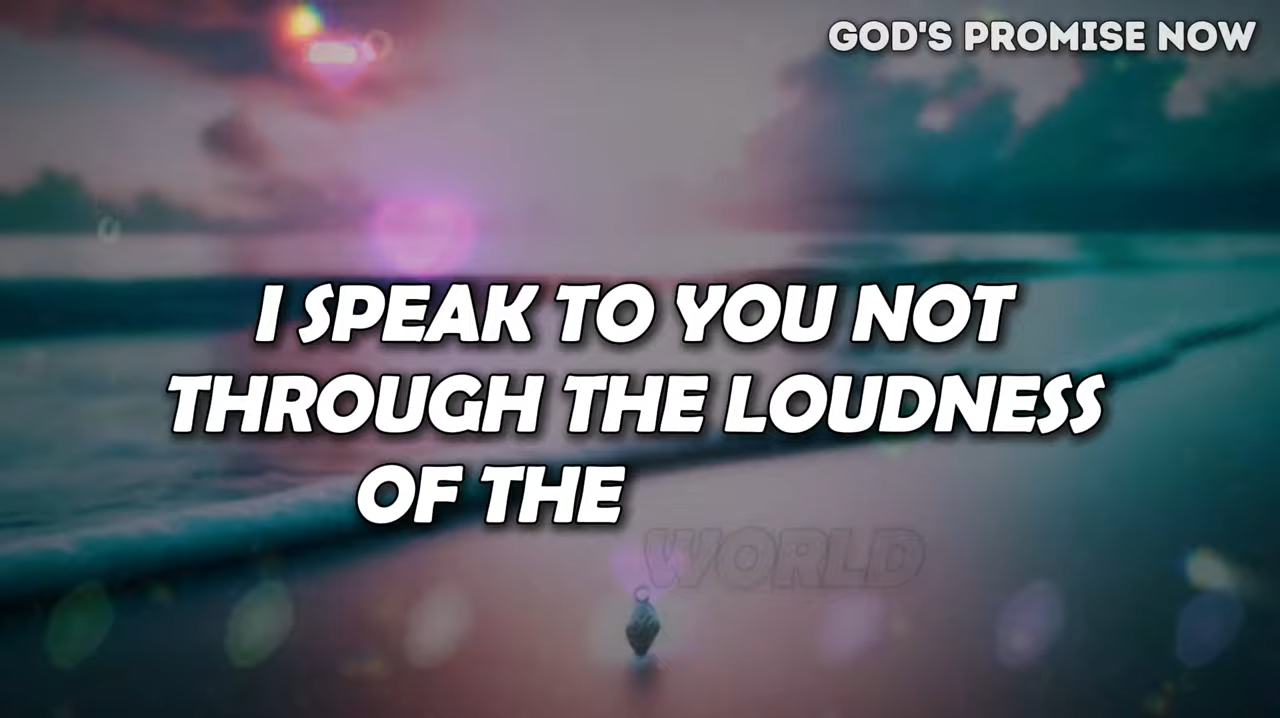 GOD'S PROMISE NOW
I SPEAK TO YOU NOT
THROUGH THE LOUDNESS
OF THE
WORLD